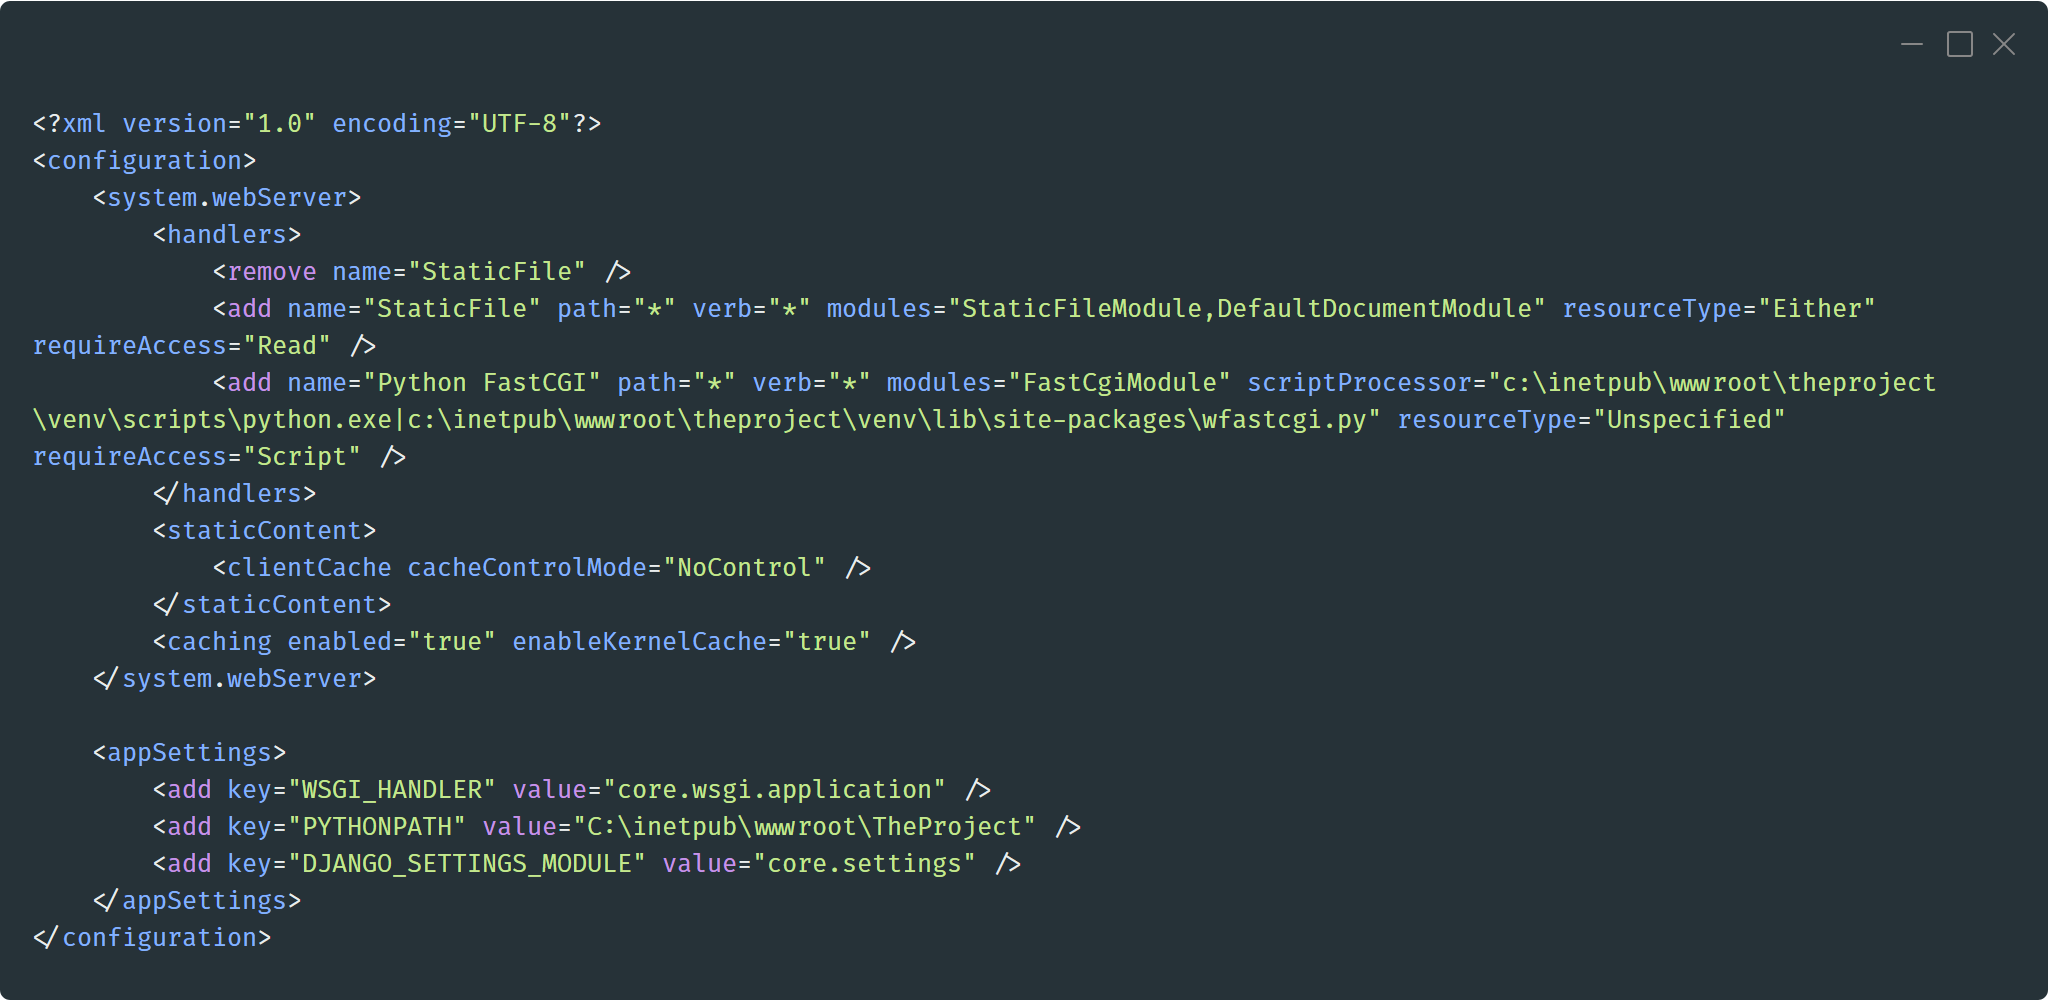 <?xml version="1.0" encoding="UTF-8"?>
<configuration>
    <system.webServer>
        <handlers>
            <remove name="StaticFile" />
            <add name="StaticFile" path="*" verb="*" modules="StaticFileModule,DefaultDocumentModule" resourceType="Either"
requireAccess="Read" />
            <add name="Python FastCGI" path="*" verb="*" modules="FastCgiModule" scriptProcessor="c:\inetpub\wwwroot\theproject
\venv\scripts\python.exe|c:\inetpub\wwwroot\theproject\venv\lib\site-packages\wfastcgi.py" resourceType="Unspecified"
requireAccess="Script" />
        </handlers>
        <staticContent>
            <clientCache cacheControlMode="NoControl" />
        </staticContent>
        <caching enabled="true" enableKernelCache="true" />
    </system.webServer>

    <appSettings>
        <add key="WSGI_HANDLER" value="core.wsgi.application" />
        <add key="PYTHONPATH" value="C:\inetpub\wwwroot\TheProject" />
        <add key="DJANGO_SETTINGS_MODULE" value="core.settings" />
    </appSettings>
</configuration>